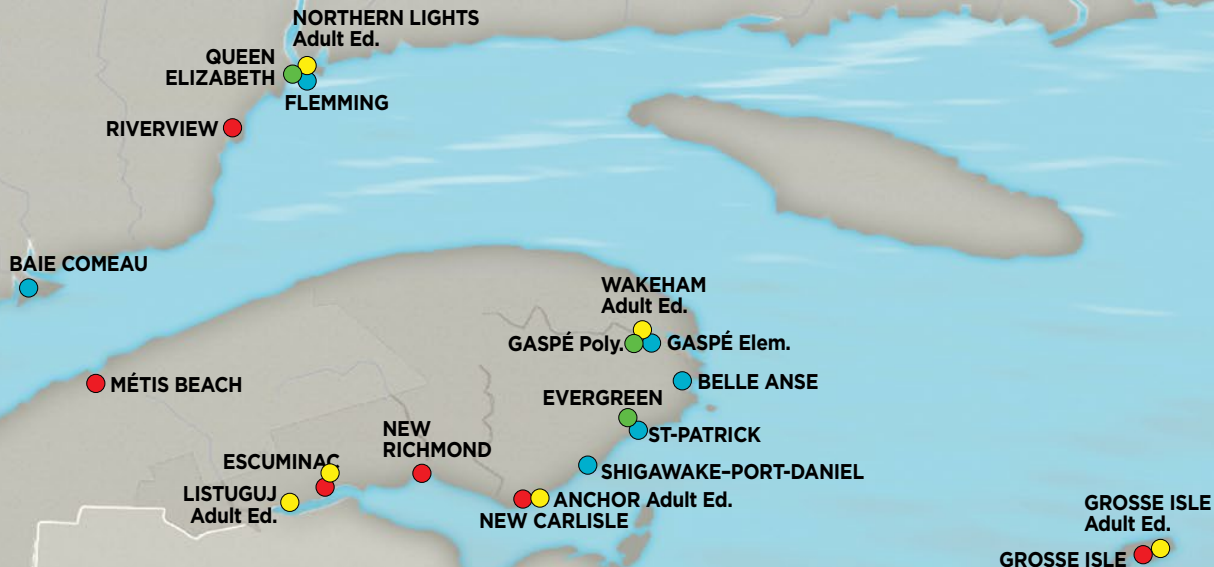 NORTHERN LIGHTS
Adult Ed.
QUEEN
ELIZABETH
FLEMMING
RIVERVIEW
BAIE COMEAU
WAKEHAM
Adult Ed.
GASPÉ Poly.
GASPÉ Elem.
BELLE ANSE
MÉTIS BEACH
EVERGREEN
ST-PATRICK
NEW
RICHMOND
ESCUMINAC
SHIGAWAKE–PORT-DANIEL
LISTUGUJ
Adult Ed.
ANCHOR Adult Ed.
NEW CARLISLE
GROSSE ISLE
Adult Ed.
GROSSE ISLE